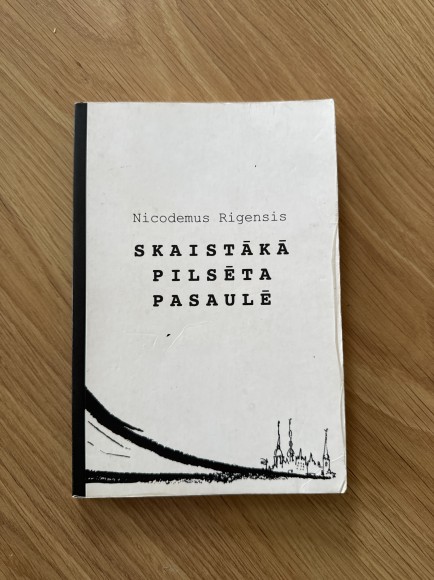 Nicodemus Rigensis
SKAISTĀKĀ
PILSĒTA
PASAULĒ